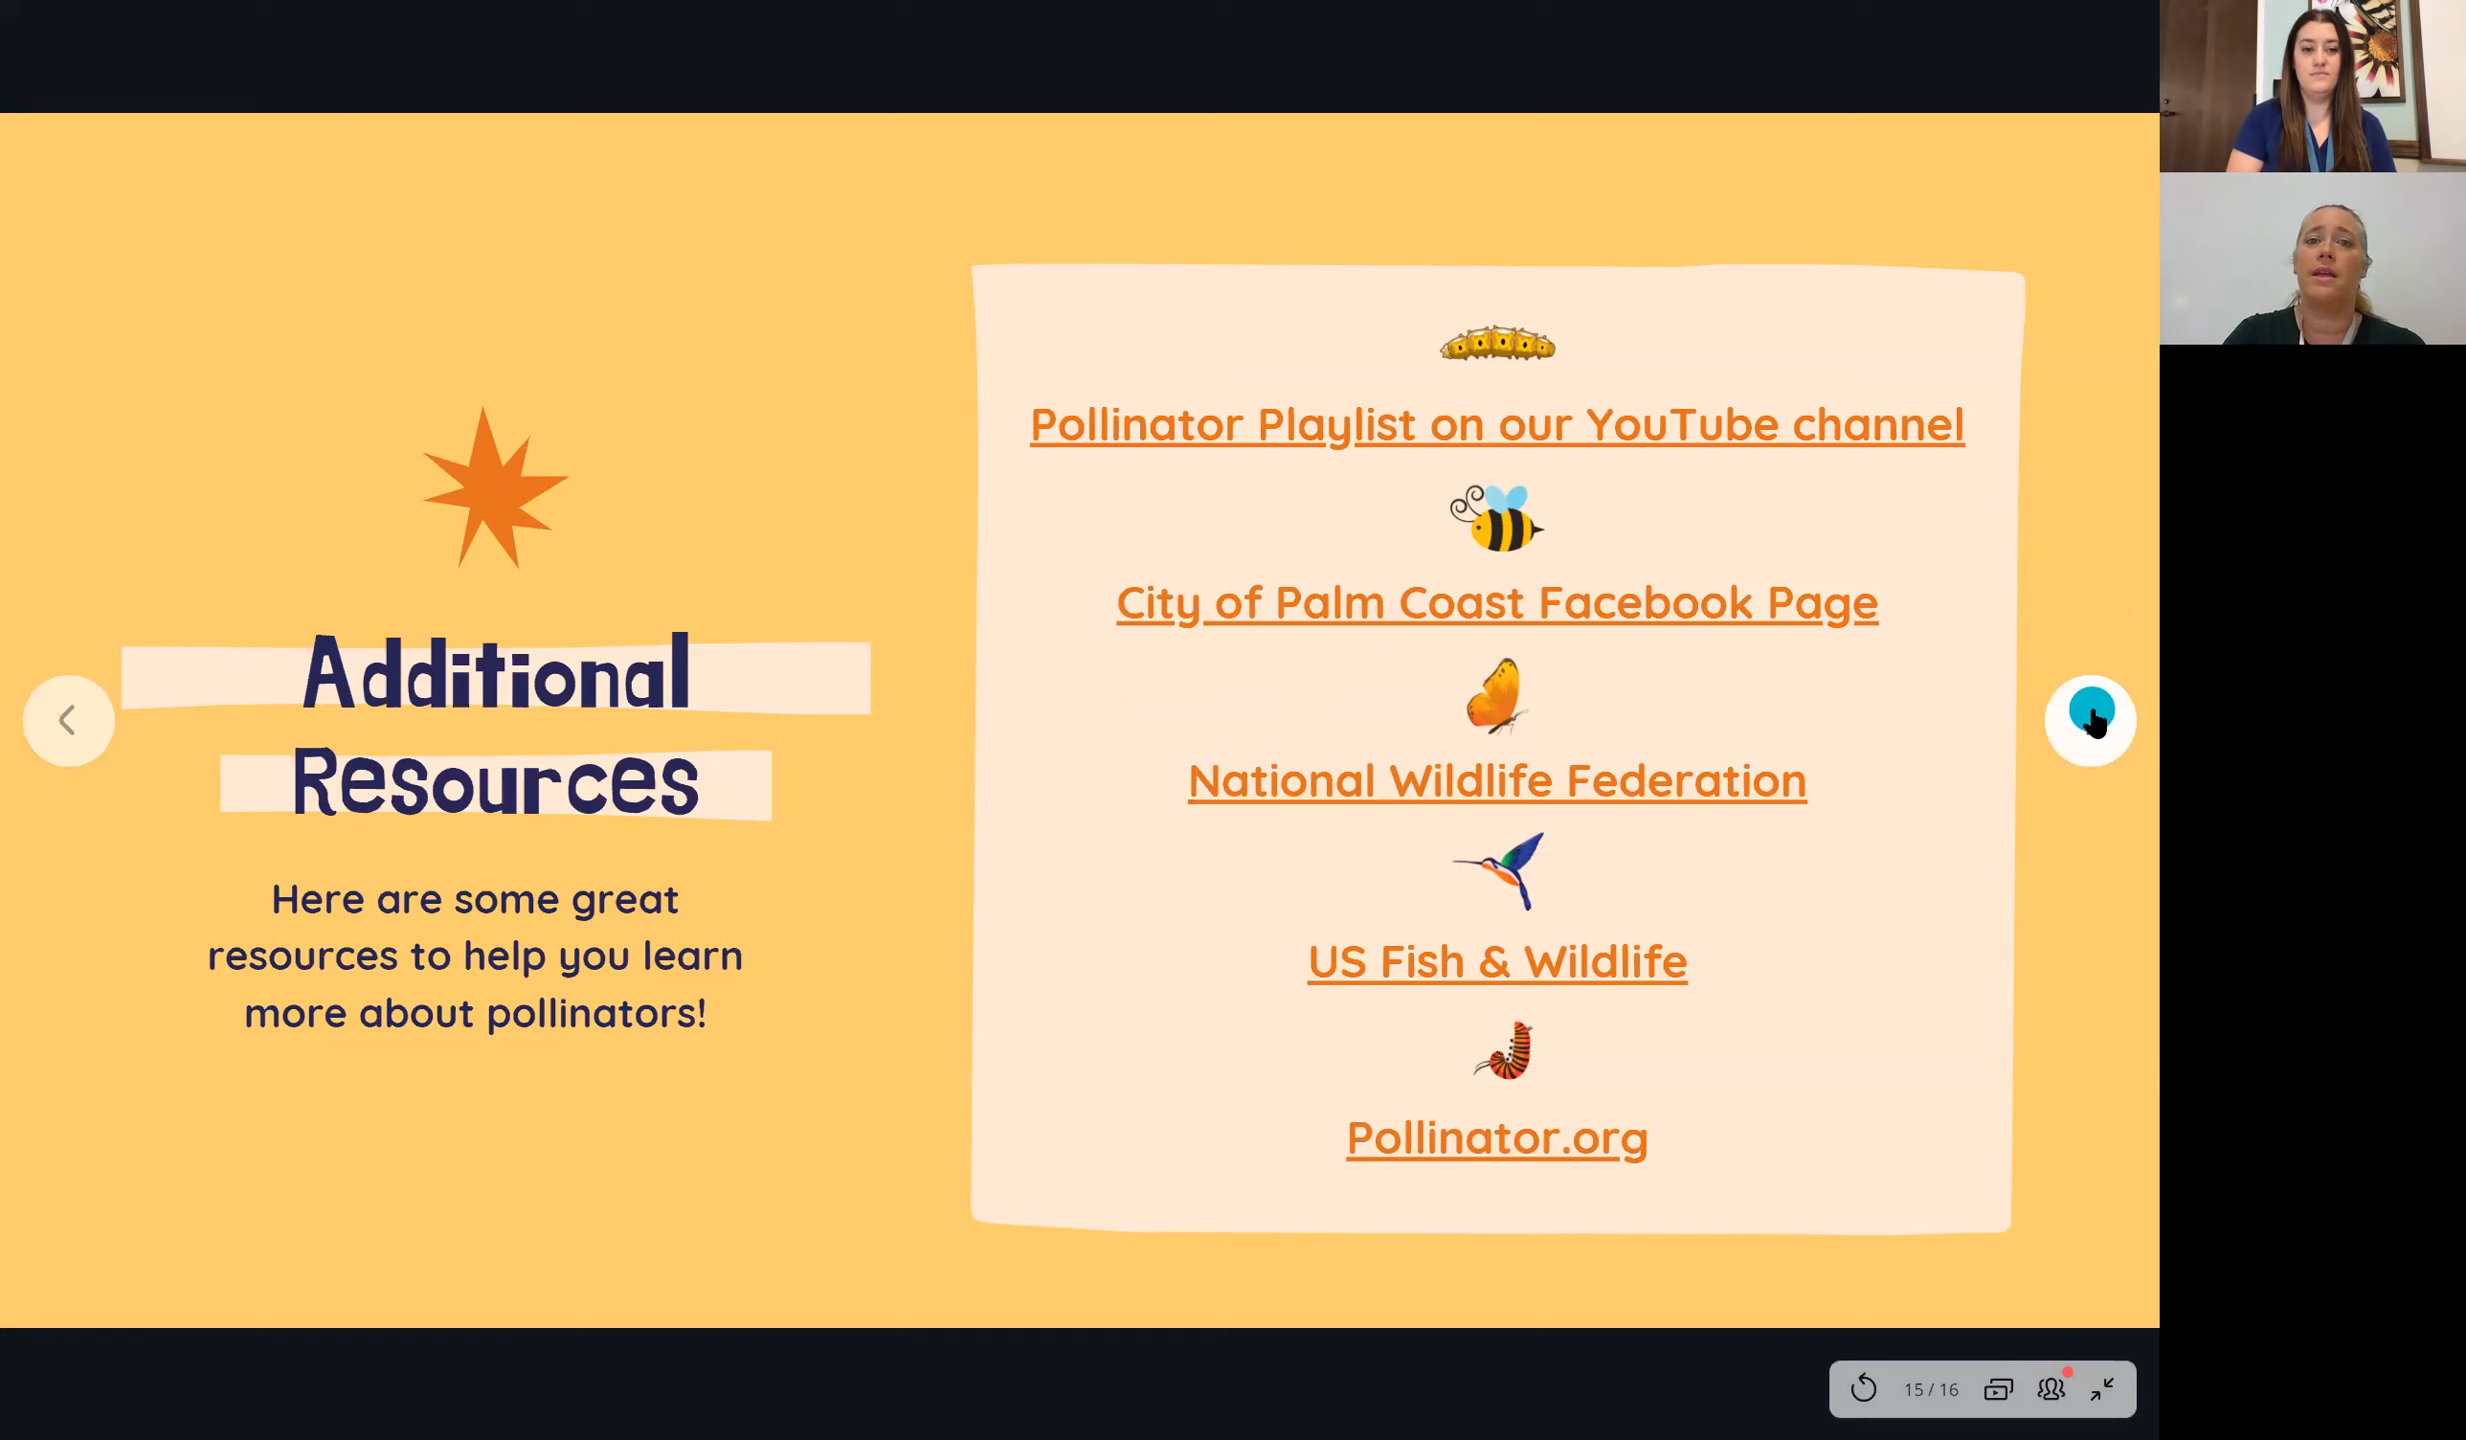 Additional
Resources
Here are some great
resources to help you learn
more about pollinators!
Pollinator Playlist on our YouTube channel
City of Palm Coast Facebook Page
National Wildlife Federation
US Fish & Wildlife
Pollinator.org
15 / 16